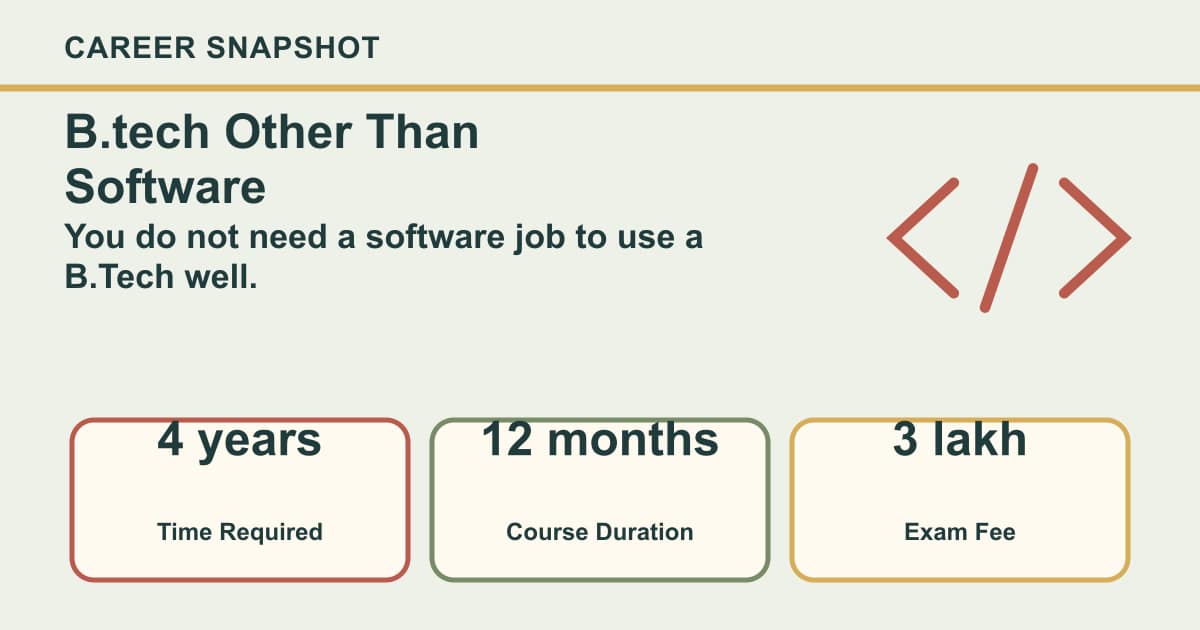 CAREER SNAPSHOT
B.tech Other Than
Software
You do not need a software job to use a
B.Tech well.
4 years
Time Required
12 months
Course Duration
3 lakh
Exam Fee